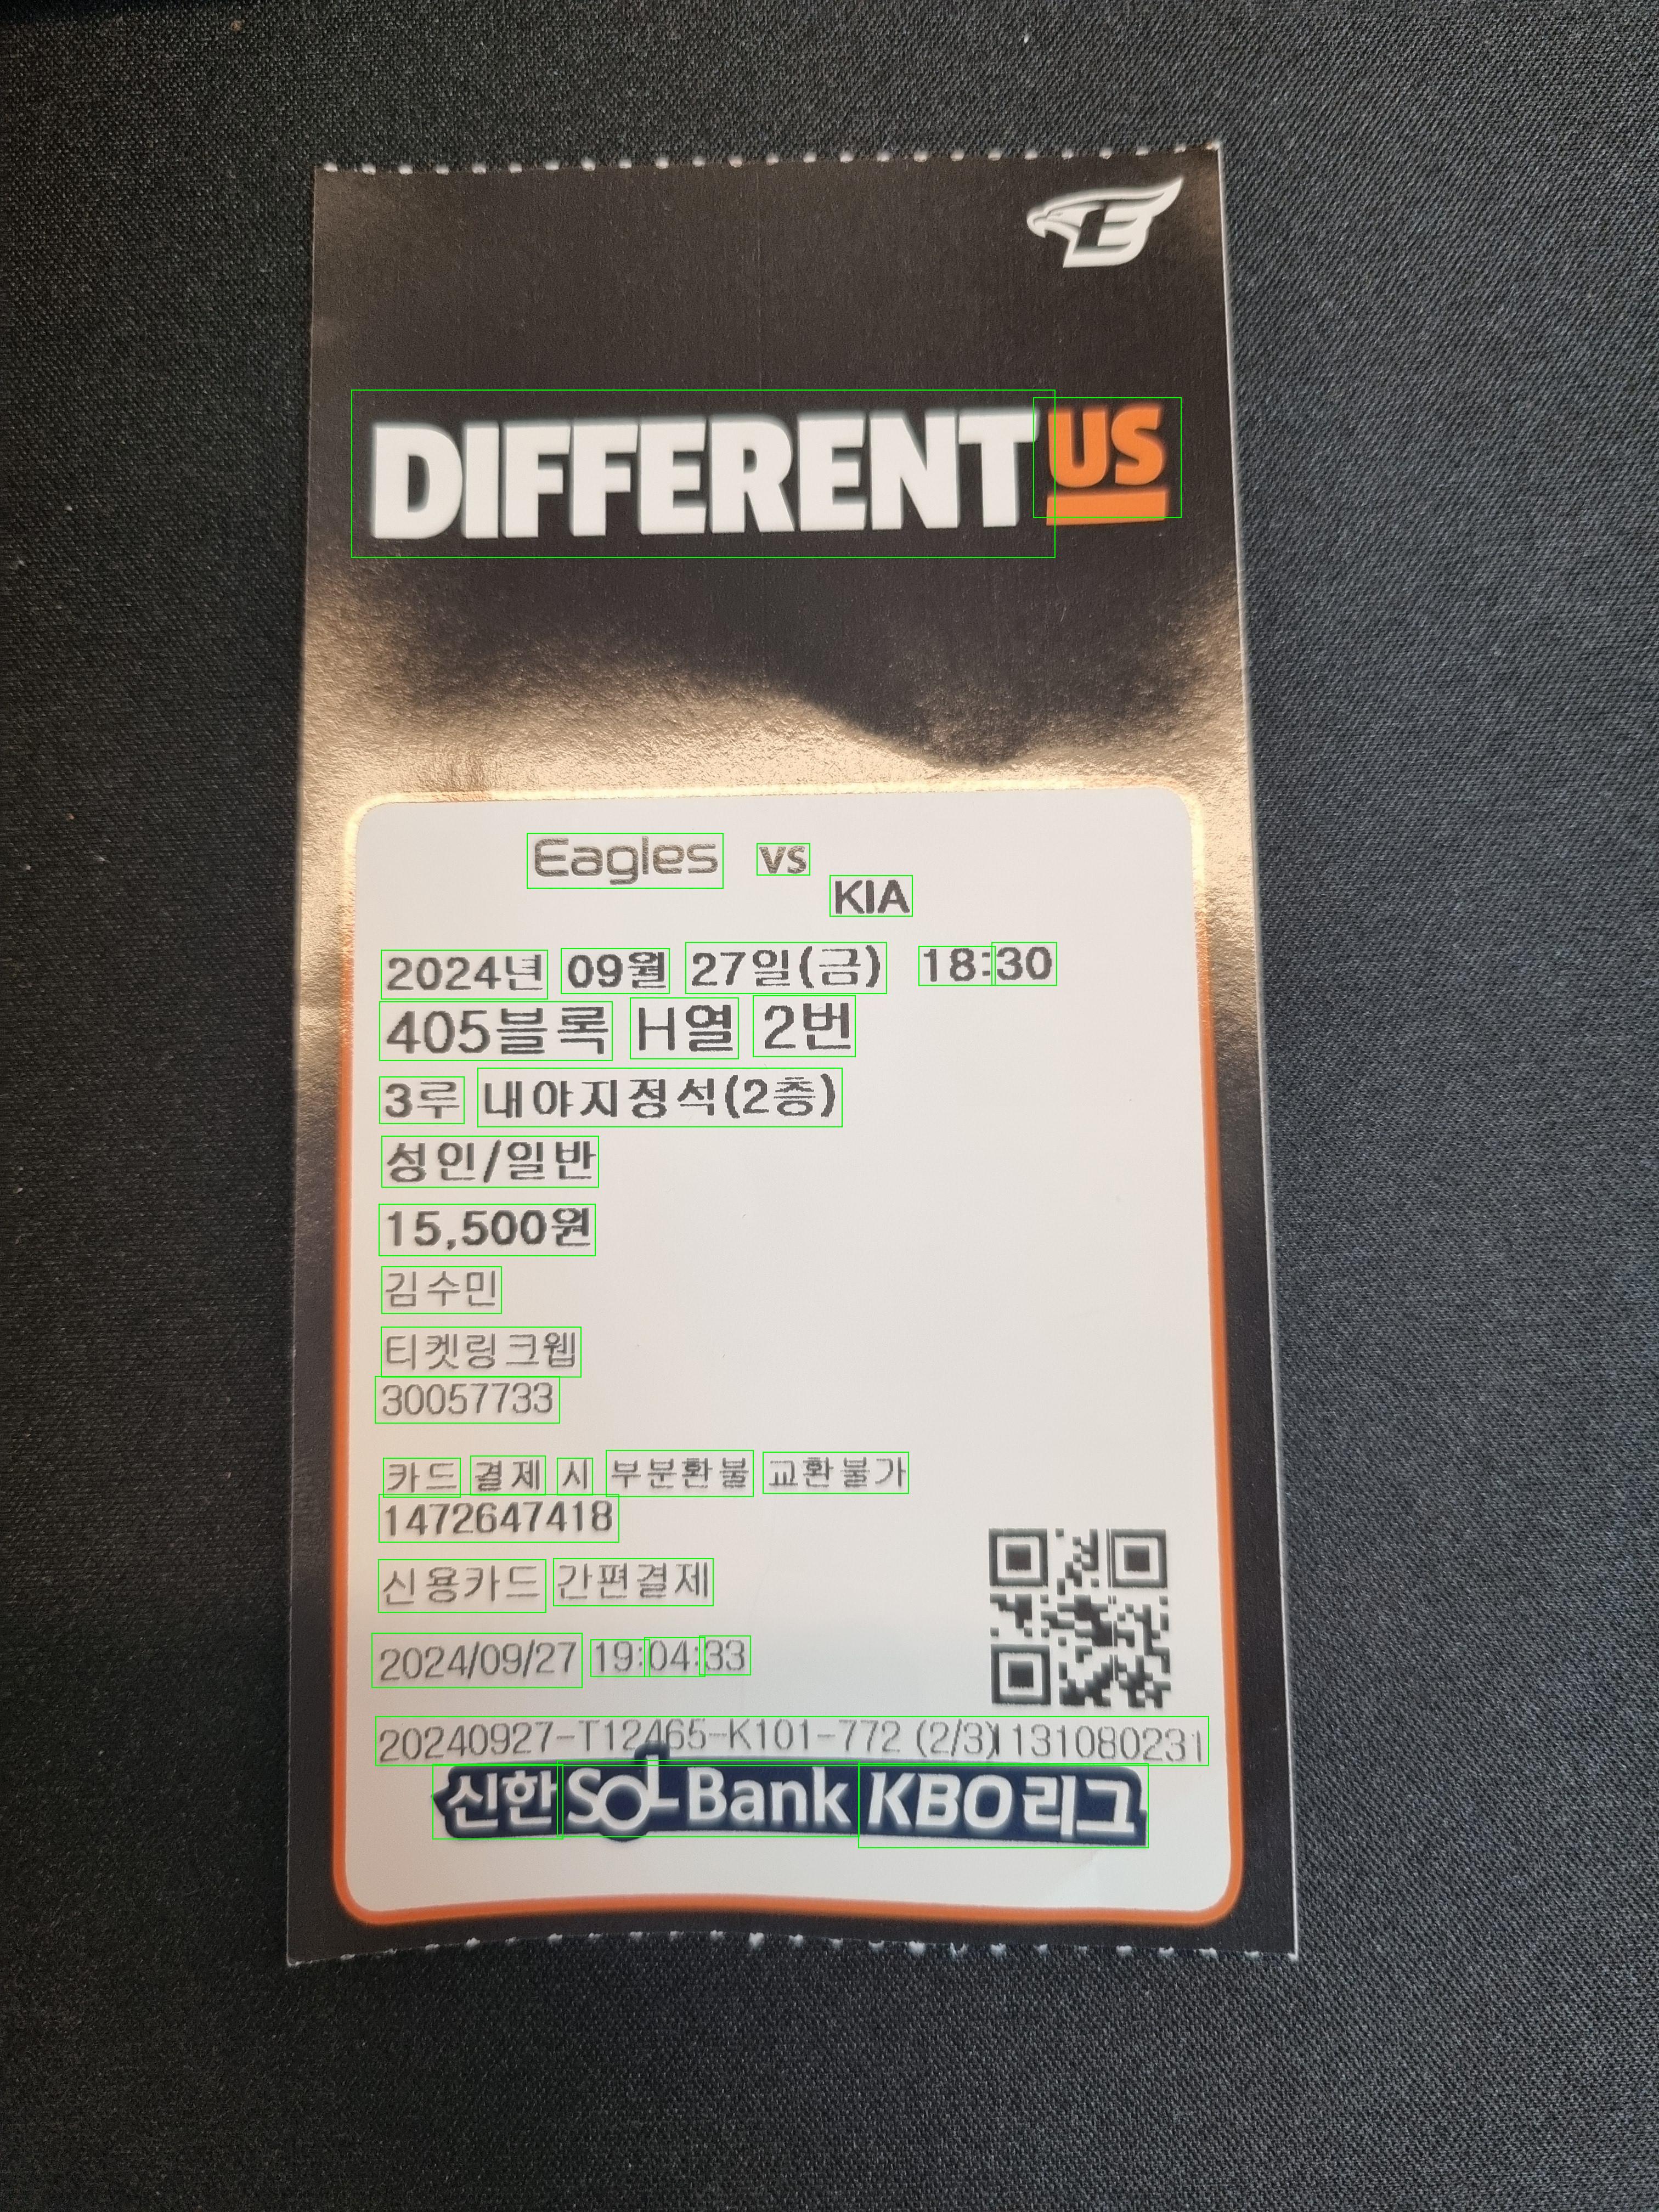 DIFFERENT US
Eagles vs
KIA
2024년 09월 27일(금) 18:30
405블록 H열 2번
3루 내야지정석(2층)
성인/일반
15,500원
김수민
티켓링크웹
30057733
카드 결제 시 부분환불 교환불가
1472647418
신용카드 간편결제
2024/09/27 19:04:33
20240927-T12465-K101-772 (2/3)1131080231
신한 SOL Bank KBO 리그